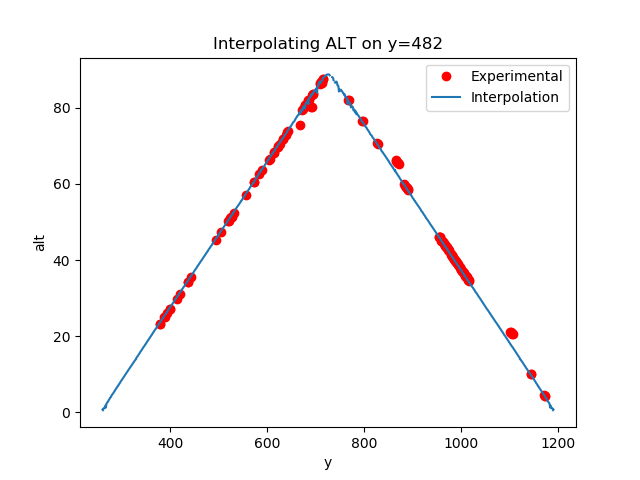 Interpolating ALT on y=482
Experimental
Interpolation
alt
80
60
40
20
0
400 600 800 1000 1200
y